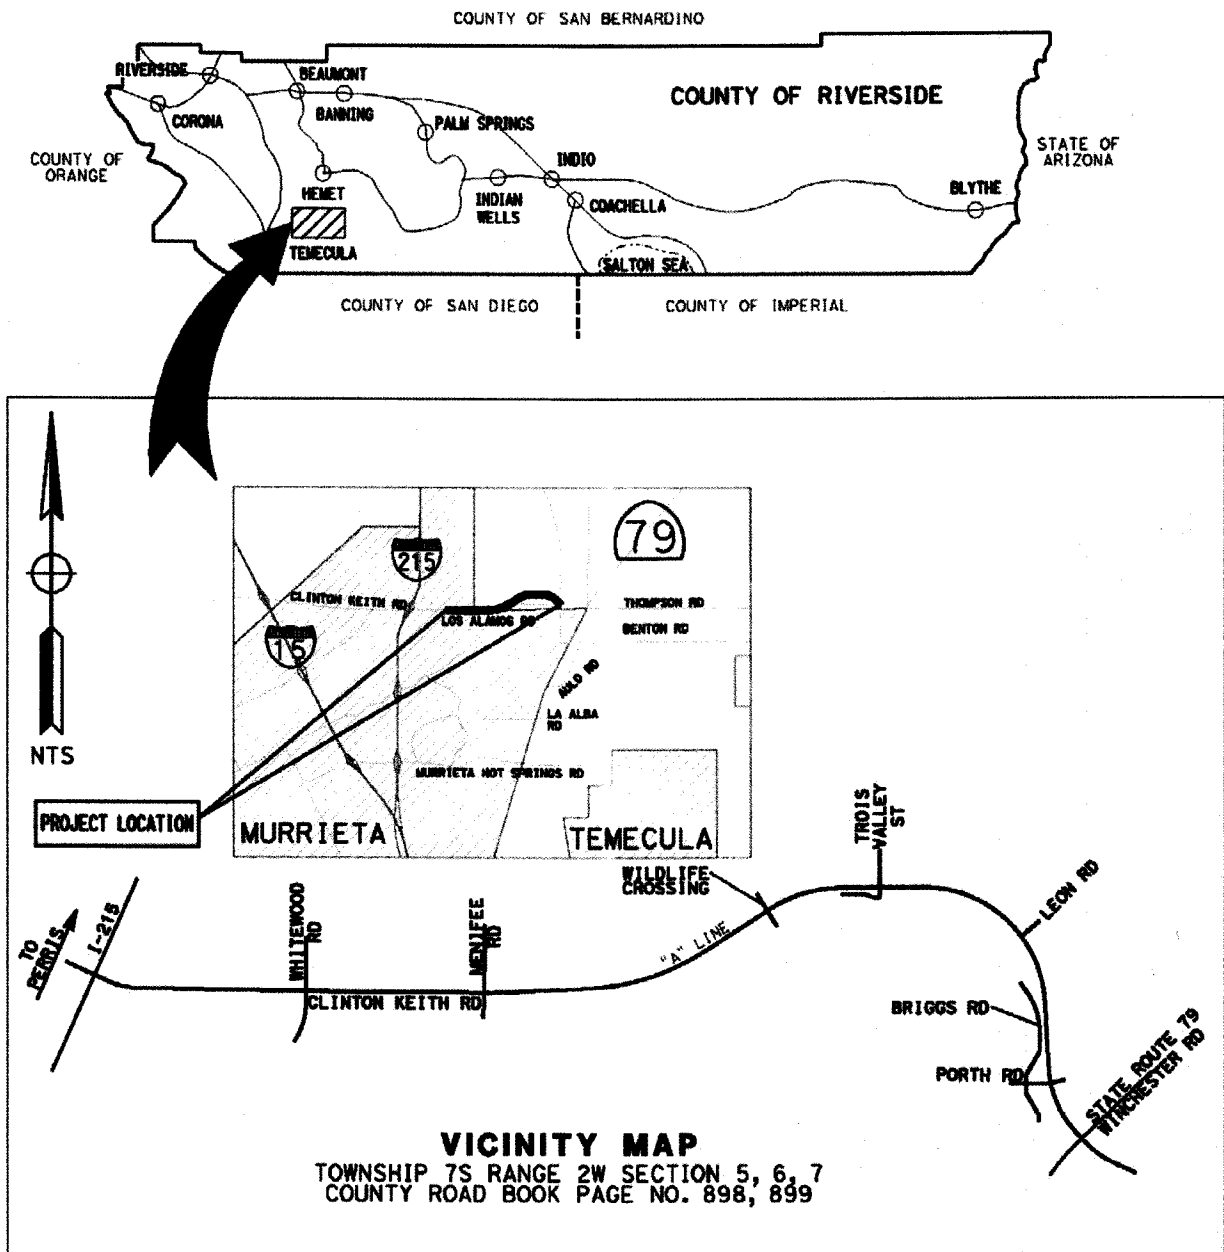 COUNTY OF SAN BERNARDINO
RIVERSIDE
BEAUMONT
COUNTY OF RIVERSIDE
CORONA
BANNING
PALM SPRINGS
COUNTY OF
ORANGE
STATE OF
ARIZONA
INDIO
HEMET
INDIAN
WELLS
COACHELLA
BLYTHE
TEMECULA
SALTON SEA
COUNTY OF SAN DIEGO
COUNTY OF IMPERIAL
79
215
CLINTON KEITH RD
THOMPSON RD
LOS ALAMOS RD
BENTON RD
15
AULD RD
LA ALBA
RD
NTS
MURRIETA HOT SPRINGS RD
PROJECT LOCATION
MURRIETA
TEMECULA
TROIS
VALLEY
ST
WILDLIFE
CROSSING
LEON RD
TO
PERRIS
I-215
WHITEWOOD
RD
MENIFEE
RD
"A" LINE
CLINTON KEITH RD
BRIGGS RD
PORTH RD
STATE ROUTE 79
WINCHESTER RD
VICINITY MAP
TOWNSHIP 7S RANGE 2W SECTION 5, 6, 7
COUNTY ROAD BOOK PAGE NO. 898, 899